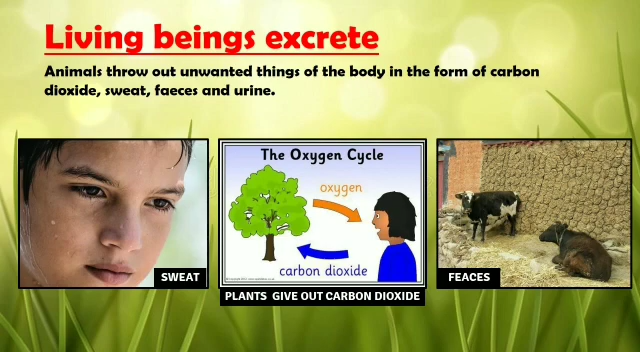 Living beings excrete
Animals throw out unwanted things of the body in the form of carbon
dioxide, sweat, faeces and urine.
The Oxygen Cycle
oxygen
carbon dioxide
SWEAT
FEACES
PLANTS GIVE OUT CARBON DIOXIDE